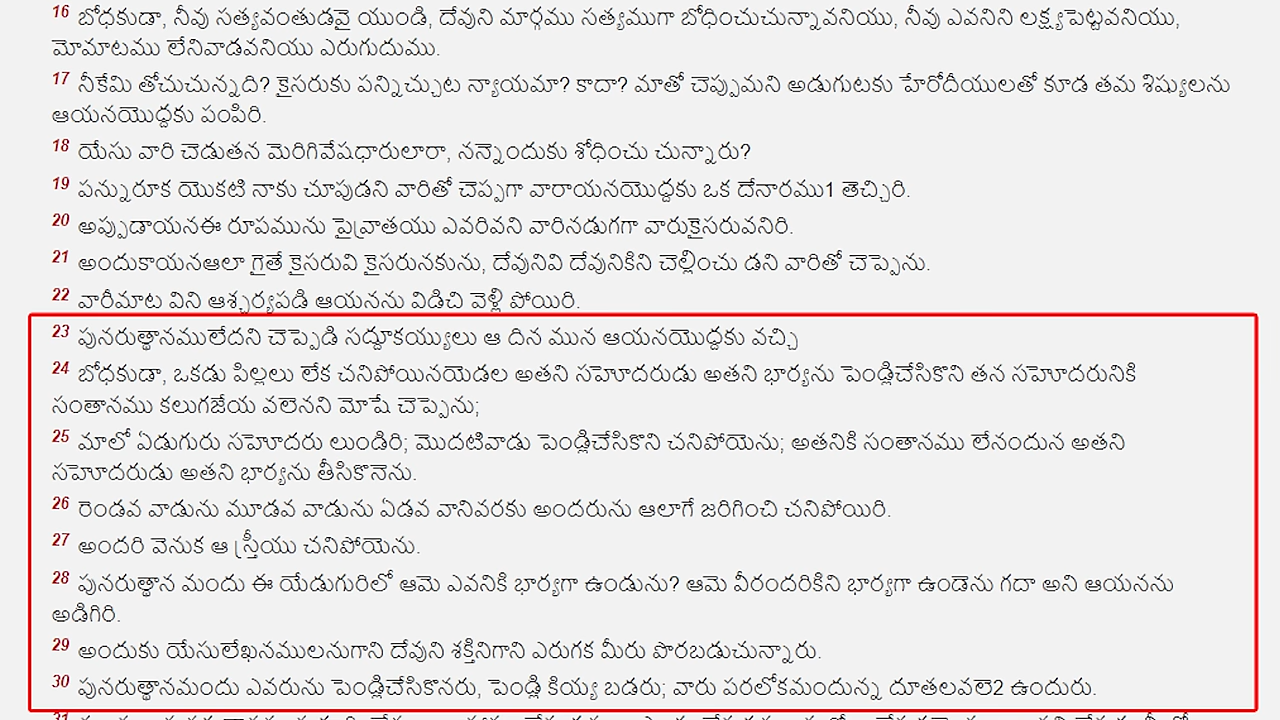 16 బోధకుడా, నీవు సత్యవంతుడవై యుండి, దేవుని మార్గము సత్యముగా బోధించుచున్నావనియు, నీవు ఎవనిని లక్ష్యపెట్టవనియు,
మోమాటము లేనివాడవనియు ఎరుగుదుము.
17 నీకేమి తోచుచున్నది? కైసరుకు పన్నిచ్చుట న్యాయమా? కాదా? మాతో చెప్పుమని అడుగుటకు హేరోదీయులతో కూడ తమ శిష్యులను
ఆయనయొద్దకు పంపిరి.
18 యేసు వారి చెడుతన మెరిగివేషధారులారా, నన్నెందుకు శోధించు చున్నారు?
19 పన్నురూక యొకటి నాకు చూపుడని వారితో చెప్పగా వారాయనయొద్దకు ఒక దేనారము1 తెచ్చిరి.
20 అప్పుడాయనఈ రూపమును పైవ్రాతయు ఎవరివని వారినడుగగా వారుకైసరువనిరి.
21 అందుకాయనఆలా గైతే కైసరువి కైసరునకును, దేవునివి దేవునికిని చెల్లించు డని వారితో చెప్పెను.
22 వారీమాట విని ఆశ్చర్యపడి ఆయనను విడిచి వెళ్లి పోయిరి.
23 పునరుత్థానములేదని చెప్పెడి సద్దూకయ్యులు ఆ దిన మున ఆయనయొద్దకు వచ్చి
24 బోధకుడా, ఒకడు పిల్లలు లేక చనిపోయినయెడల అతని సహోదరుడు అతని భార్యను పెండ్లిచేసికొని తన సహోదరునికి
సంతానము కలుగజేయ వలెనని మోషే చెప్పెను;
25 మాలో ఏడుగురు సహోదరు లుండిరి; మొదటివాడు పెండ్లిచేసికొని చనిపోయెను; అతనికి సంతానము లేనందున అతని
సహోదరుడు అతని భార్యను తీసికొనెను.
26 రెండవ వాడును మూడవ వాడును ఏడవ వానివరకు అందరును ఆలాగే జరిగించి చనిపోయిరి.
27 అందరి వెనుక ఆ స్త్రీయు చనిపోయెను.
28 పునరుత్థాన మందు ఈ యేడుగురిలో ఆమె ఎవనికి భార్యగా ఉండును? ఆమె వీరందరికిని భార్యగా ఉండెను గదా అని ఆయనను
అడిగిరి.
29 అందుకు యేసులేఖనములనుగాని దేవుని శక్తినిగాని ఎరుగక మీరు పొరబడుచున్నారు.
30 పునరుత్థానమందు ఎవరును పెండ్లిచేసికొనరు, పెండ్లి కియ్య బడరు; వారు పరలోకమందున్న దూతలవలె2 ఉందురు.